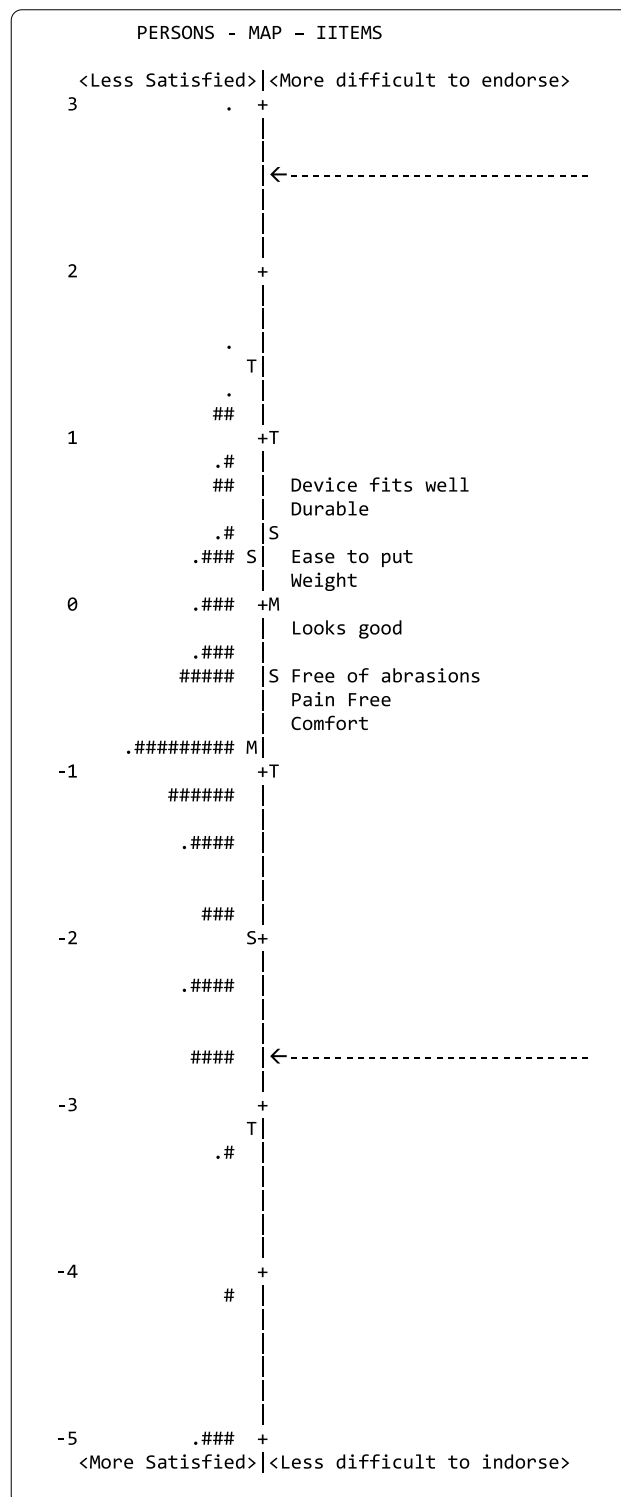 PERSONS - MAP – IITEMS
<Less Satisfied>|<More difficult to endorse>
3 . +
|
|
|
|←-----------------------------
|
|
|
2 +
|
|
. |
T|
. |
## |
1 +T
.# |
## | Device fits well
| Durable
.# |S
.### S| Ease to put
| Weight
0 .### +M
| Looks good
.### |
##### |S Free of abrasions
| Pain Free
| Comfort
.######### M|
-1 +T
###### |
|
.#### |
|
|
### |
-2 S+
|
.#### |
|
|
#### |←-----------------------------
|
-3 +
T|
.# |
|
|
|
|
-4 +
# |
|
|
|
|
|
-5 .### +
<More Satisfied>|<Less difficult to indorse>